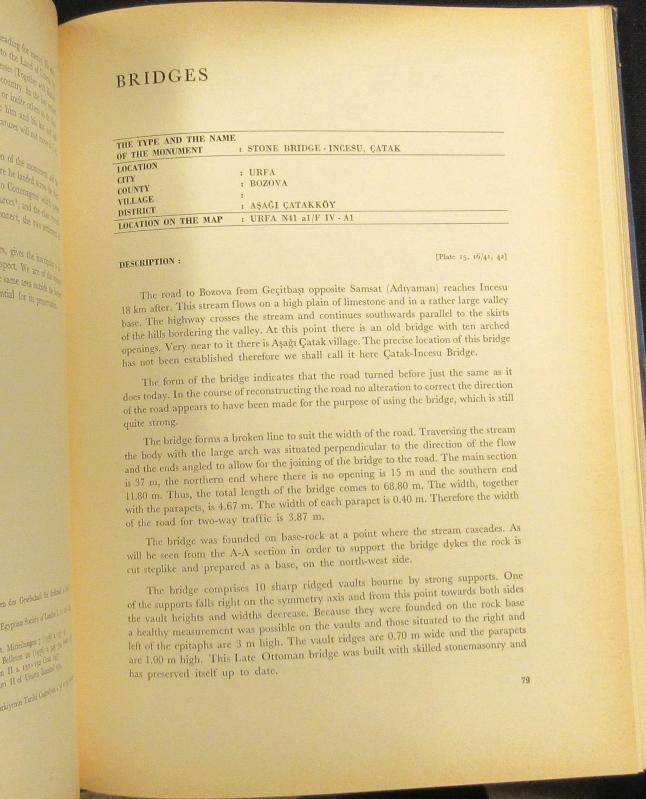 BRIDGES
THE TYPE AND THE NAME
OF THE MONUMENT : STONE BRIDGE - INCESU, ÇATAK
LOCATION
CITY : URFA
COUNTY : BOZOVA
VILLAGE :
DISTRICT : AŞAĞI ÇATAKKÖY
LOCATION ON THE MAP : URFA N41 a1/F IV - A1
DESCRIPTION : [Plate 15, 16/41, 42]
The road to Bozova from Geçitbaşı opposite Samsat (Adıyaman) reaches Incesu
18 km after. This stream flows on a high plain of limestone and in a rather large valley
base. The highway crosses the stream and continues southwards parallel to the skirts
of the hills bordering the valley. At this point there is an old bridge with ten arched
openings. Very near to it there is Aşağı Çatak village. The precise location of this bridge
has not been established therefore we shall call it here Çatak-Incesu Bridge.
The form of the bridge indicates that the road turned before just the same as it
does today. In the course of reconstructing the road no alteration to correct the direction
of the road appears to have been made for the purpose of using the bridge, which is still
quite strong.
The bridge forms a broken line to suit the width of the road. Traversing the stream
the body with the large arch was situated perpendicular to the direction of the flow
and the ends angled to allow for the joining of the bridge to the road. The main section
is 37 m, the northern end where there is no opening is 15 m and the southern end
11.80 m. Thus, the total length of the bridge comes to 68.80 m. The width, together
with the parapets, is 4.67 m. The width of each parapet is 0.40 m. Therefore the width
of the road for two-way traffic is 3.87 m.
The bridge was founded on base-rock at a point where the stream cascades. As
will be seen from the A-A section in order to support the bridge dykes the rock is
cut steplike and prepared as a base, on the north-west side.
The bridge comprises 10 sharp ridged vaults bourne by strong supports. One
of the supports falls right on the symmetry axis and from this point towards both sides
the vault heights and widths decrease. Because they were founded on the rock base
a healthy measurement was possible on the vaults and those situated to the right and
left of the epitaphs are 3 m high. The vault ridges are 0,70 m wide and the parapets
are 1.00 m high. This Late Ottoman bridge was built with skilled stonemasonry and
has preserved itself up to date.
79